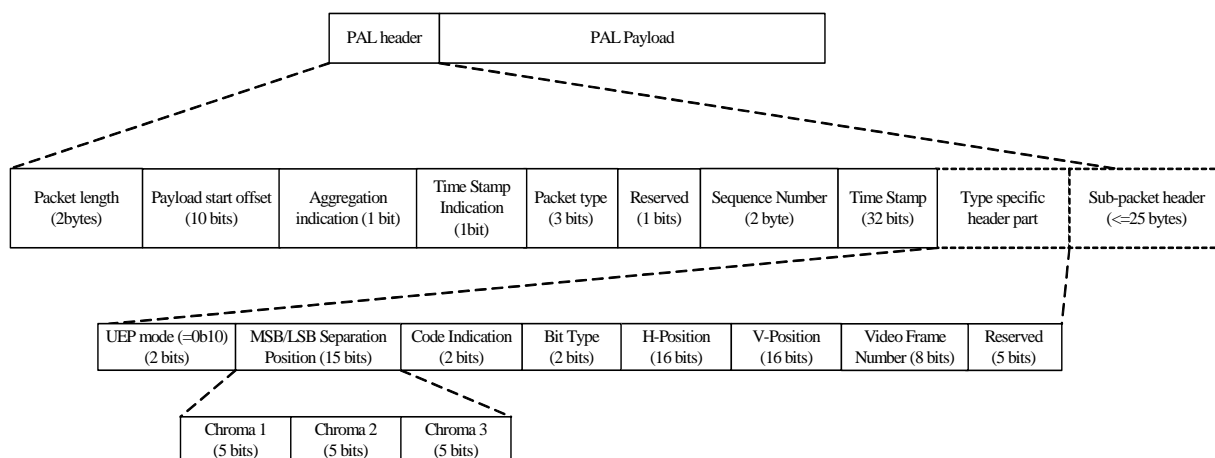 PAL header
PAL Payload
Packet length
(2bytes)
Payload start offset
(10 bits)
Aggregation
indication (1 bit)
Time Stamp
Indication
(1bit)
Packet type
(3 bits)
Reserved
(1 bits)
Sequence Number
(2 byte)
Time Stamp
(32 bits)
Type specific
header part
Sub-packet header
(<=25 bytes)
UEP mode (=0b10)
(2 bits)
MSB/LSB Separation
Position (15 bits)
Code Indication
(2 bits)
Bit Type
(2 bits)
H-Position
(16 bits)
V-Position
(16 bits)
Video Frame
Number (8 bits)
Reserved
(5 bits)
Chroma 1
(5 bits)
Chroma 2
(5 bits)
Chroma 3
(5 bits)